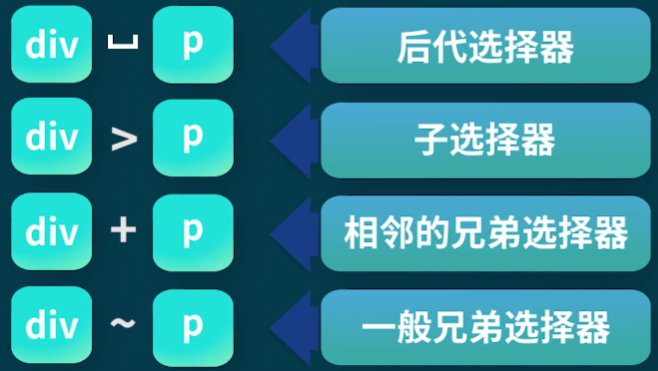 div ␣ p 后代选择器
div > p 子选择器
div + p 相邻的兄弟选择器
div ~ p 一般兄弟选择器